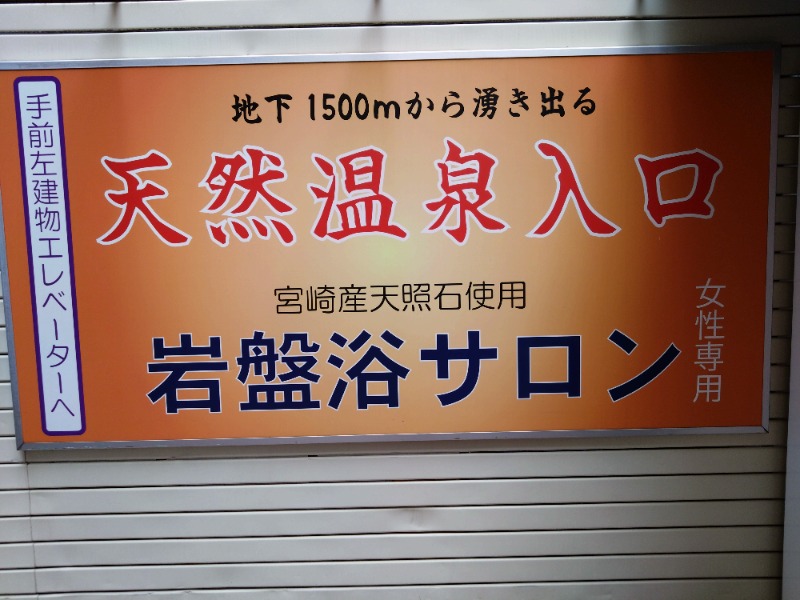 地下1500mから湧き出る
天然温泉入口
宮崎産天照石使用
岩盤浴サロン
女性専用
手前左建物エレベーターへ